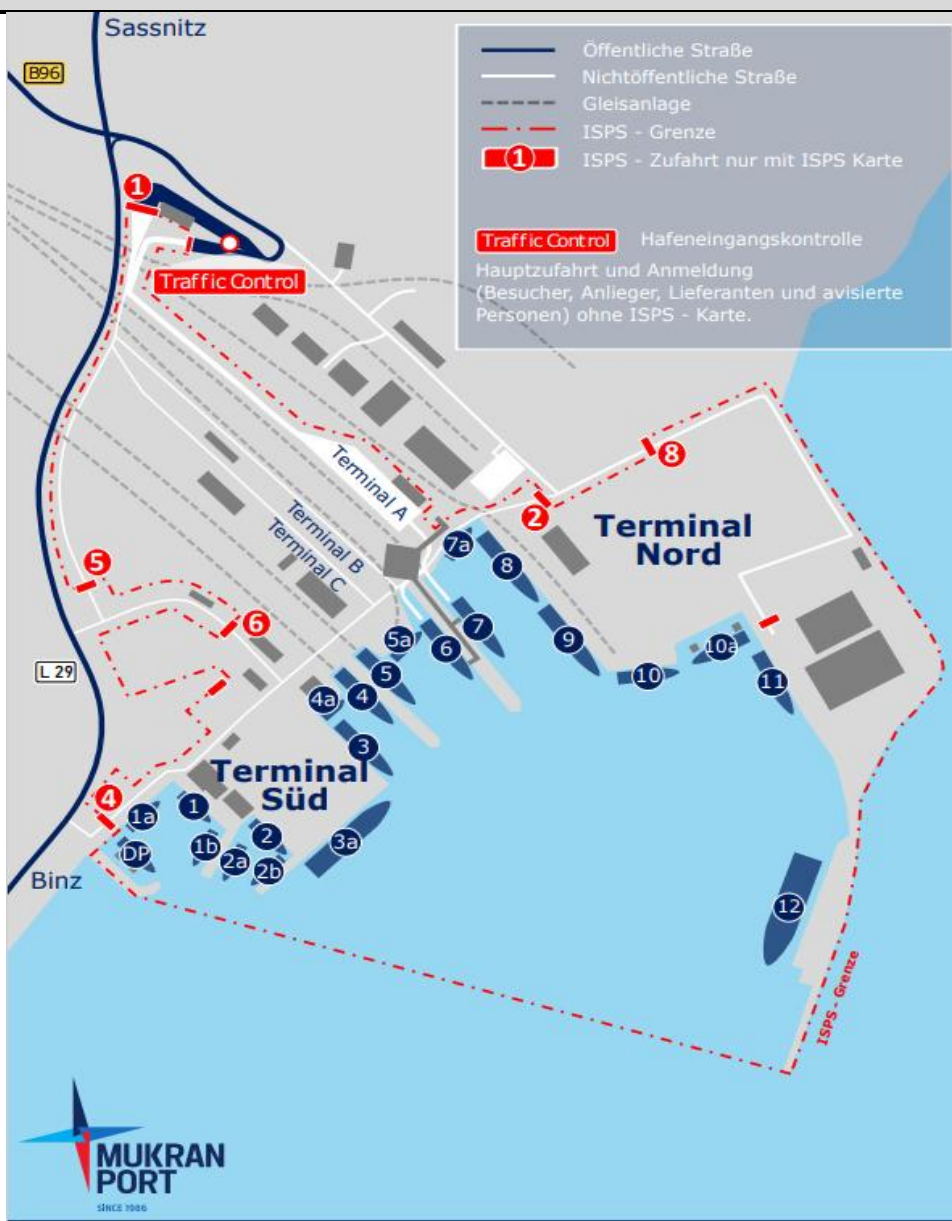 Sassnitz
B96
Öffentliche Straße
Nichtöffentliche Straße
Gleisanlage
ISPS - Grenze
1
ISPS - Zufahrt nur mit ISPS Karte
Traffic Control
Hafeneingangskontrolle
Hauptzufahrt und Anmeldung
(Besucher, Anlieger, Lieferanten und avisierte
Personen) ohne ISPS - Karte.
1
Traffic Control
8
2
Terminal A
Terminal B
Terminal C
Terminal
Nord
7a
8
5
6
7
9
5a
6
10a
10
11
L 29
5
4a
4
3
Terminal
Süd
4
1a
1
DP
1b
2
2a
2b
3a
Binz
12
ISPS - Grenze
MUKRAN
PORT
SINCE 1986